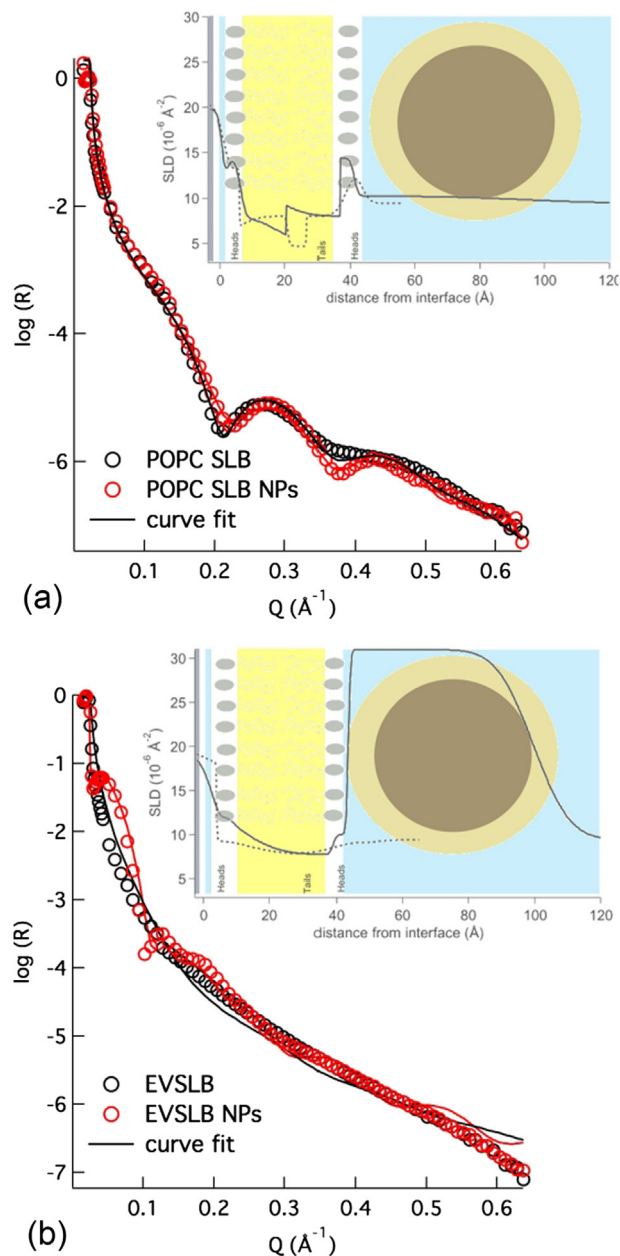 30
25
20
15
10
5
SLD (10⁻⁶ Å⁻²)
Heads
Tails
Heads
0 20 40 60 80 100 120
distance from interface (Å)
0
-2
-4
-6
log (R)
POPC SLB
POPC SLB NPs
curve fit
0.1 0.2 0.3 0.4 0.5 0.6
Q (Å⁻¹)
(a)
30
25
20
15
10
5
SLD (10⁻⁶ Å⁻²)
Heads
Tails
Heads
0 20 40 60 80 100 120
distance from interface (Å)
0
-1
-2
-3
-4
-5
-6
-7
log (R)
EVSLB
EVSLB NPs
curve fit
0.1 0.2 0.3 0.4 0.5 0.6
Q (Å⁻¹)
(b)